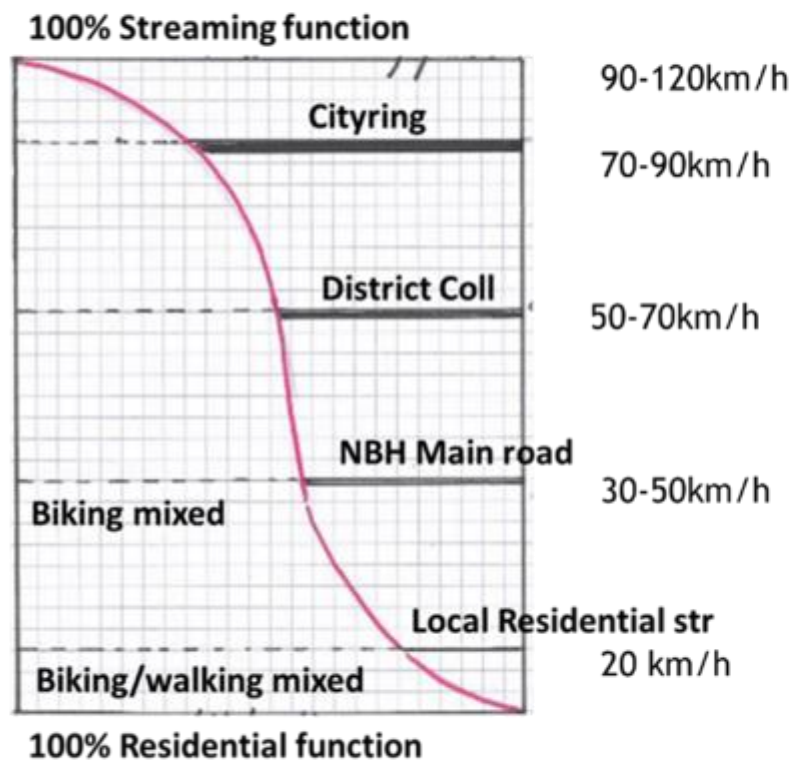 100% Streaming function
90-120km/h
Cityring
70-90km/h
District Coll
50-70km/h
NBH Main road
30-50km/h
Biking mixed
Local Residential str
20 km/h
Biking/walking mixed
100% Residential function